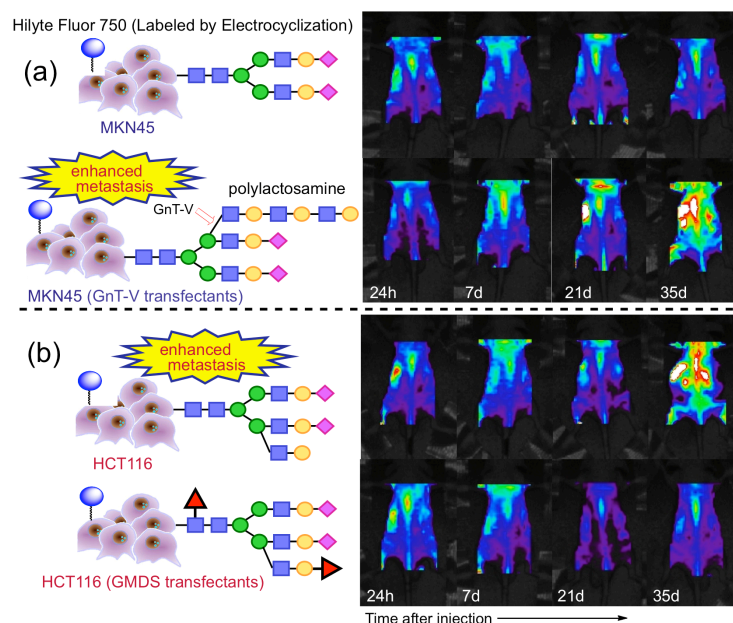 Hilyte Fluor 750 (Labeled by Electrocyclization)
(a)
MKN45
enhanced
metastasis
polylactosamine
GnT-V
MKN45 (GnT-V transfectants)
24h
7d
21d
35d
(b)
enhanced
metastasis
HCT116
HCT116 (GMDS transfectants)
24h
7d
21d
35d
Time after injection